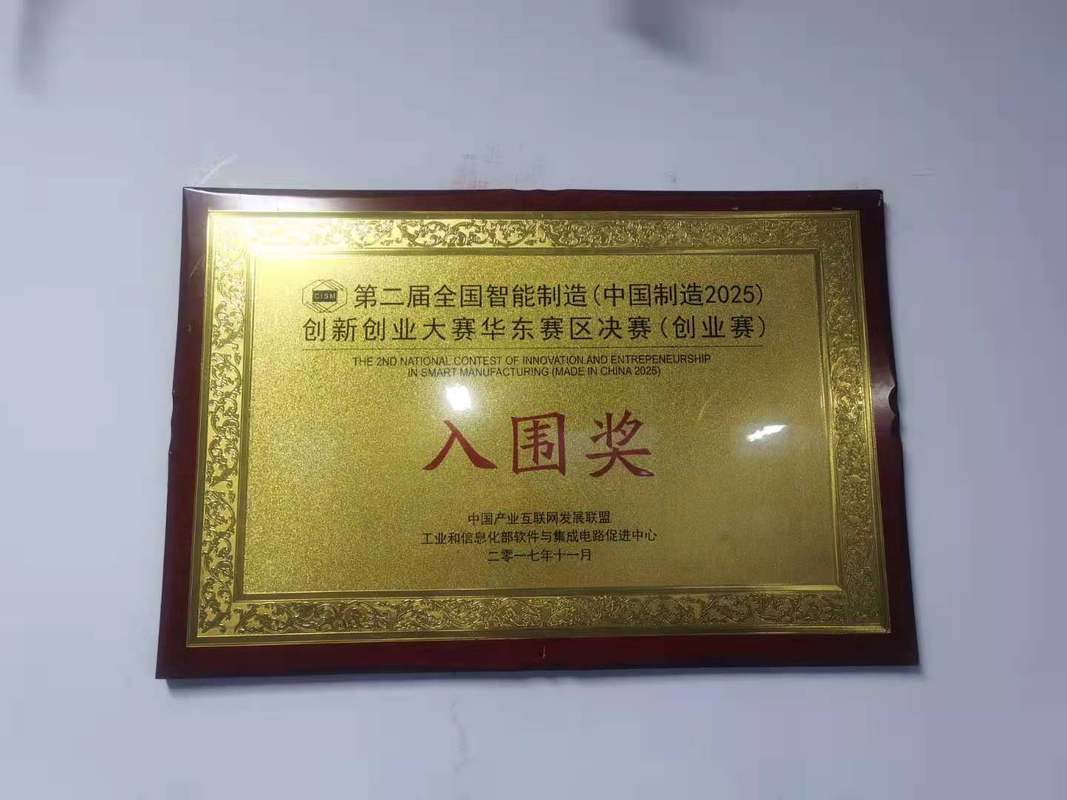 CISM 第二届全国智能制造(中国制造2025)
创新创业大赛华东赛区决赛(创业赛)
THE 2ND NATIONAL CONTEST OF INNOVATION AND ENTREPENEURSHIP
IN SMART MANUFACTURING (MADE IN CHINA 2025)
入围奖
中国产业互联网发展联盟
工业和信息化部软件与集成电路促进中心
二零一七年十一月